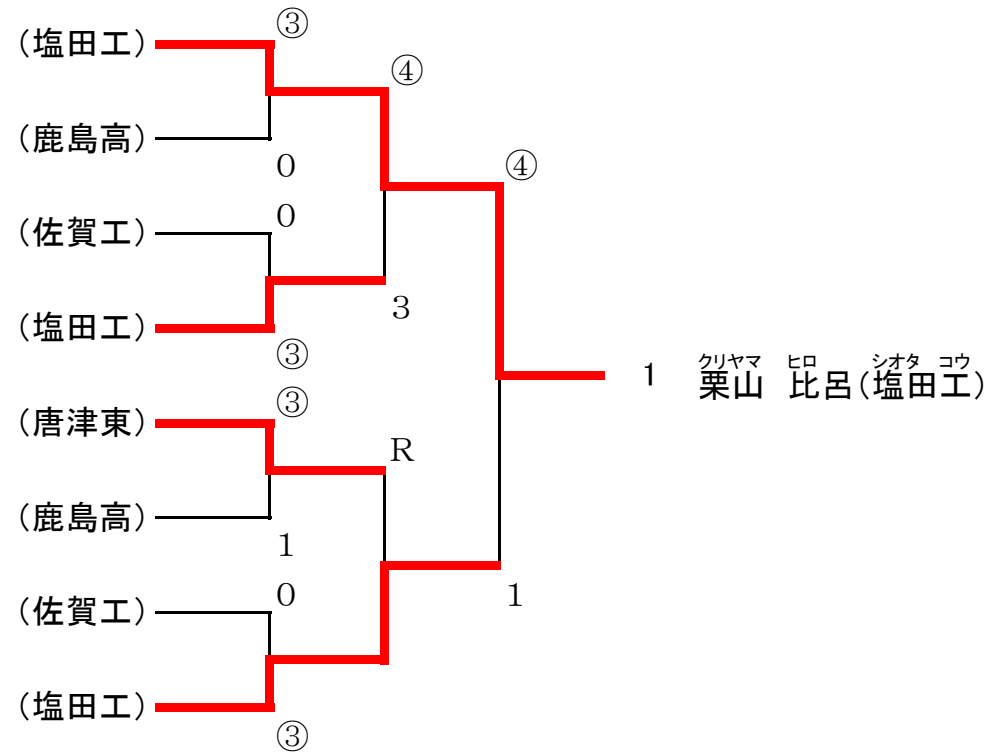 ③
(塩田工)
④
(鹿島高)
0
④
0
(佐賀工)
3
(塩田工)
③
クリヤマ ヒロ シオタ コウ
1 栗山 比呂(塩田工)
③
(唐津東)
R
(鹿島高)
1
0
1
(佐賀工)
(塩田工)
③